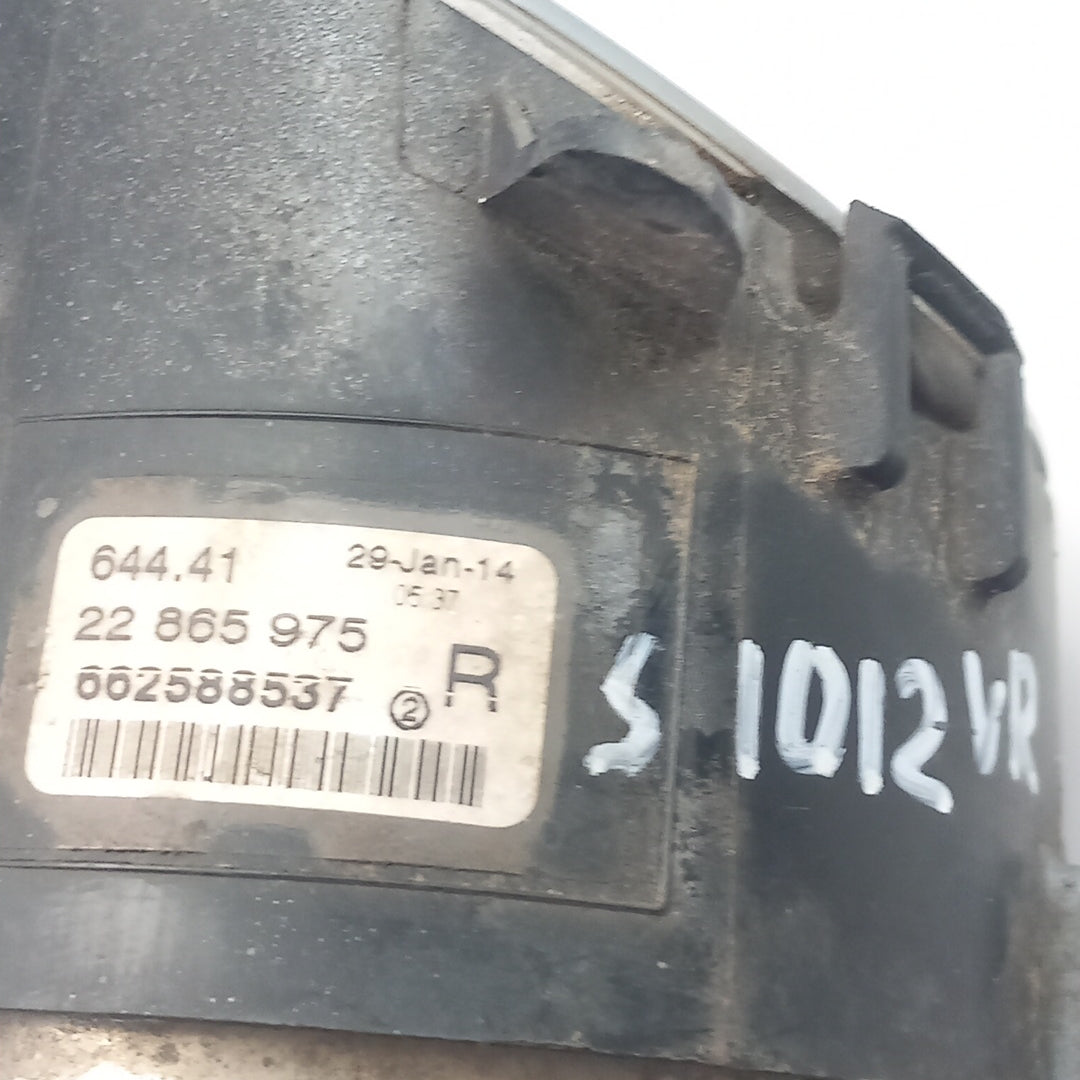 644.41 29-Jan-14
05:37
22 865 975
R
662588537 2
S 1012 VR